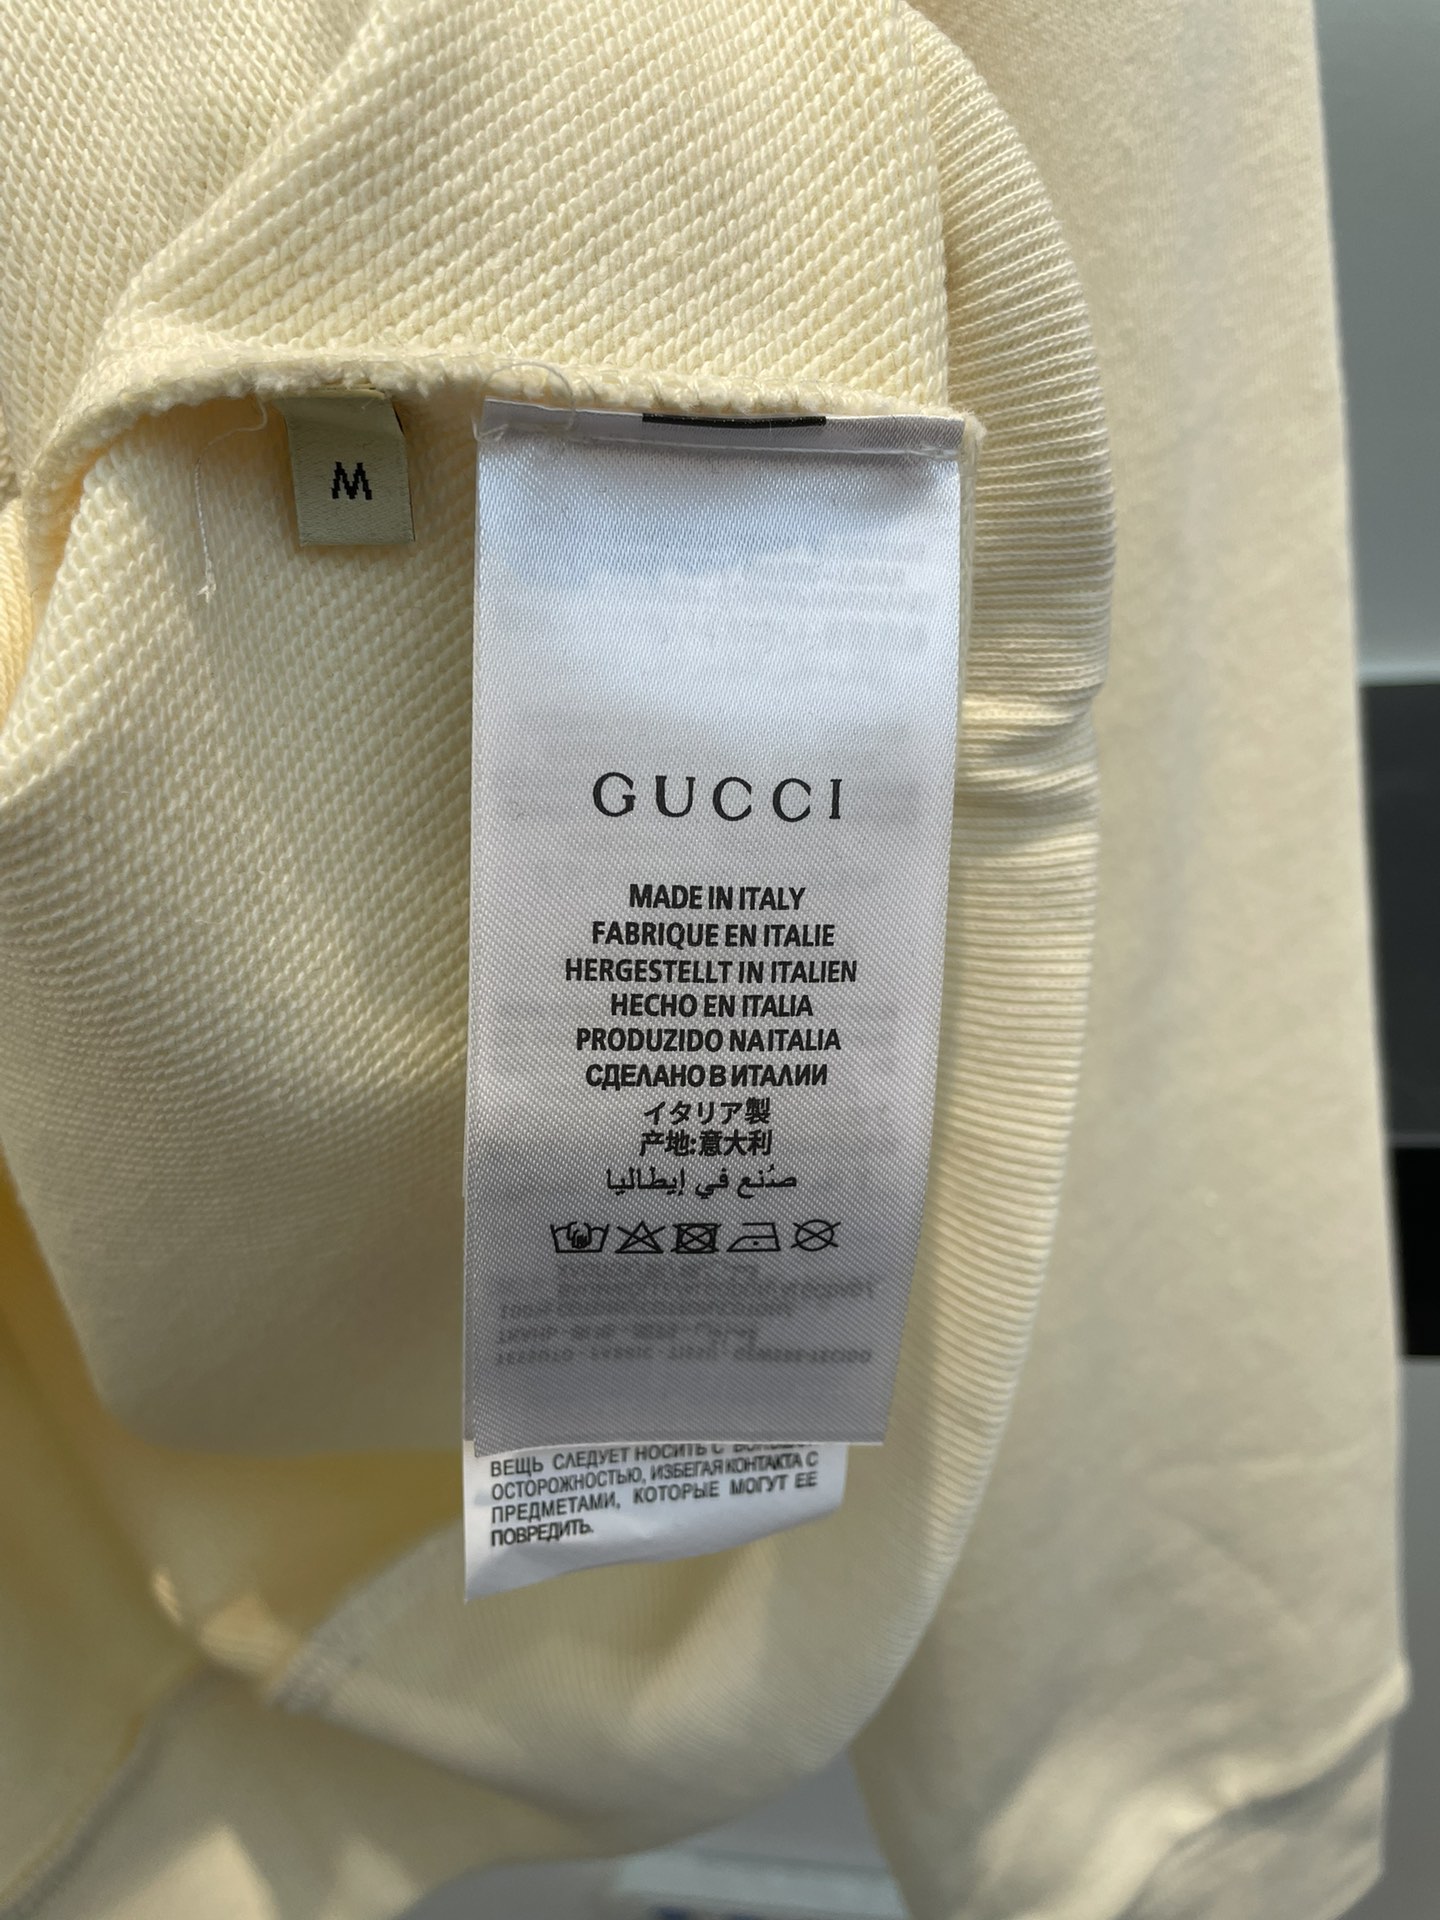 M
GUCCI
MADE IN ITALY
FABRIQUE EN ITALIE
HERGESTELLT IN ITALIEN
HECHO EN ITALIA
PRODUZIDO NA ITALIA
СДЕЛАНО В ИТАЛИИ
イタリア製
产地:意大利
صُنع في إيطاليا
ВЕЩЬ СЛЕДУЕТ НОСИТЬ С
ОСТОРОЖНОСТЬЮ, ИЗБЕГАЯ КОНТАКТА С
ПРЕДМЕТАМИ, КОТОРЫЕ МОГУТ ЕЕ
ПОВРЕДИТЬ.